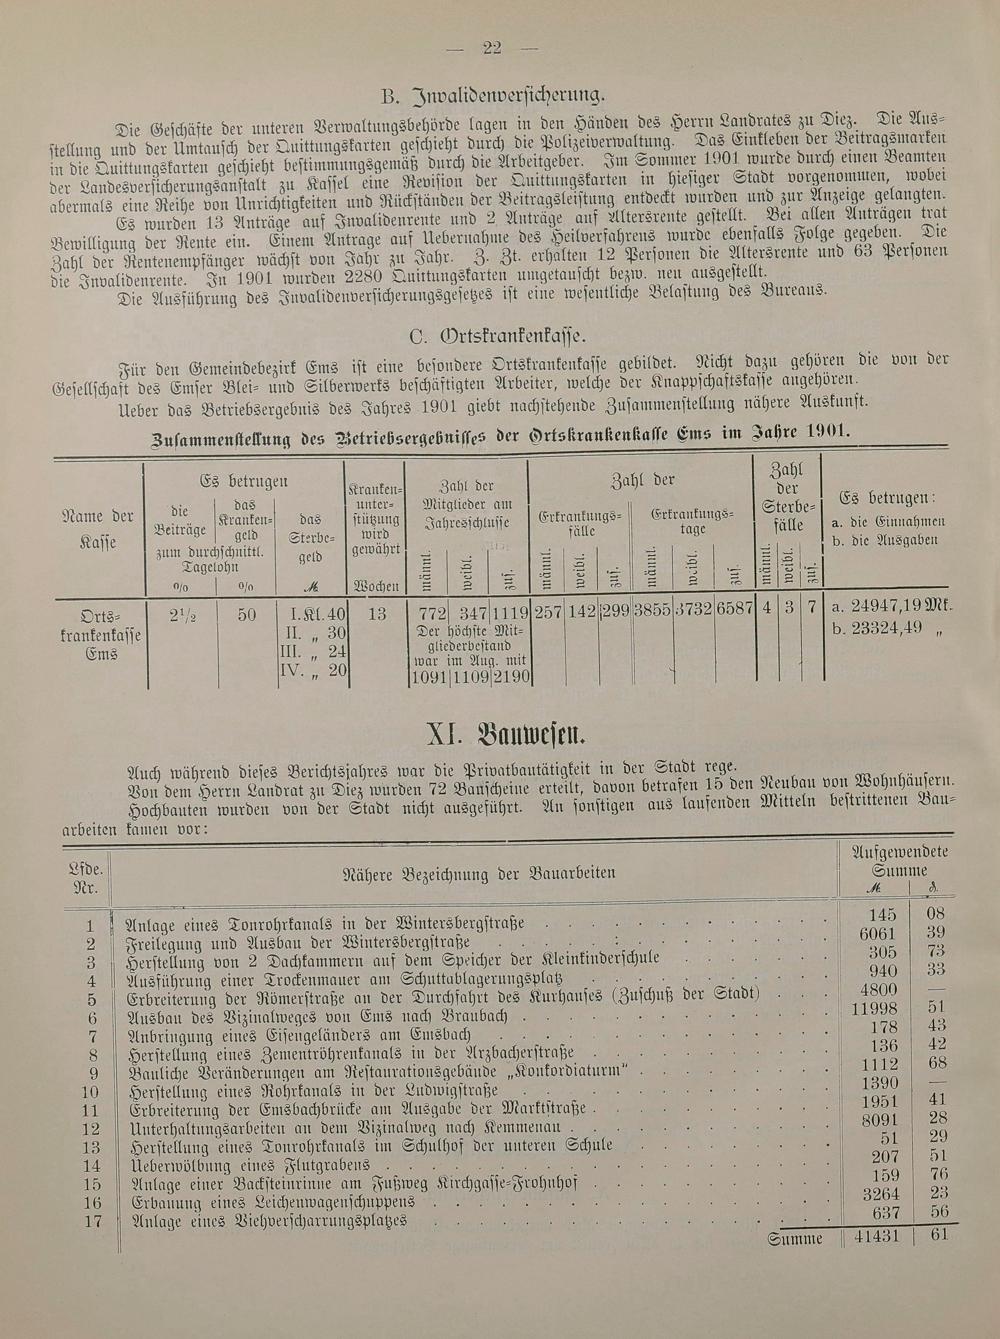 — 22 —
B. Invalidenversicherung.
Die Geschäfte der unteren Verwaltungsbehörde lagen in den Händen des Herrn Landrates zu Diez. Die Aus-
stellung und der Umtausch der Quittungskarten geschieht durch die Polizeiverwaltung. Das Einkleben der Beitragsmarken
in die Quittungskarten geschieht bestimmungsgemäß durch die Arbeitgeber. Im Sommer 1901 wurde durch einen Beamten
der Landesversicherungsanstalt zu Kassel eine Revision der Quittungskarten in hiesiger Stadt vorgenommen, wobei
abermals eine Reihe von Unrichtigkeiten und Rückständen der Beitragsleistung entdeckt wurden und zur Anzeige gelangten.
Es wurden 13 Anträge auf Invalidenrente und 2 Anträge auf Altersrente gestellt. Bei allen Anträgen trat
Bewilligung der Rente ein. Einem Antrage auf Uebernahme des Heilverfahrens wurde ebenfalls Folge gegeben. Die
Zahl der Rentenempfänger wächst von Jahr zu Jahr. Z. Zt. erhalten 12 Personen die Altersrente und 63 Personen
die Invalidenrente. In 1901 wurden 2280 Quittungskarten umgetauscht bezw. neu ausgestellt.
Die Ausführung des Invalidenversicherungsgesetzes ist eine wesentliche Belastung des Bureaus.
C. Ortskrankenkasse.
Für den Gemeindebezirk Ems ist eine besondere Ortskrankenkasse gebildet. Nicht dazu gehören die von der
Gesellschaft des Emser Blei- und Silberwerks beschäftigten Arbeiter, welche der Knappschaftskasse angehören.
Ueber das Betriebsergebnis des Jahres 1901 giebt nachstehende Zusammenstellung nähere Auskunft.
Zusammenstellung des Betriebsergebnisses der Ortskrankenkasse Ems im Jahre 1901.
Name der Kasse
Es betrugen
die Beiträge
das Kranken-geld
zum durchschnittl. Tagelohn
% %
das Sterbe-geld
M
Kranken-unter-stützung wird gewährt
Wochen
Zahl der Mitglieder am Jahresschlusse
männl. weibl. zus.
Zahl der
Erkrankungs-fälle
männl. weibl. zus.
Erkrankungs-tage
männl. weibl. zus.
Zahl der Sterbe-fälle
männl. weibl. zus.
Es betrugen:
a. die Einnahmen
b. die Ausgaben
Orts- 2½ 50 I. Kl. 40 13 772 347 1119 257 142 299 3855 3732 6587 4 3 7 a. 24947,19 Mk.
krankenkasse II. „ 30 Der höchste Mit- b. 23324,49 „
Ems III. „ 24 gliederbestand
IV. „ 20 war im Aug. mit
1091 1109 2190
XI. Bauwesen.
Auch während dieses Berichtsjahres war die Privatbautätigkeit in der Stadt rege.
Von dem Herrn Landrat zu Diez wurden 72 Bauscheine erteilt, davon betrafen 15 den Neubau von Wohnhäusern.
Hochbauten wurden von der Stadt nicht ausgeführt. An sonstigen aus laufenden Mitteln bestrittenen Bau-
arbeiten kamen vor:
Lfde. Nr. Nähere Bezeichnung der Bauarbeiten Aufgewendete Summe
M ₰
1 Anlage eines Tonrohrkanals in der Wintersbergstraße 145 08
2 Freilegung und Ausbau der Wintersbergstraße 6061 39
3 Herstellung von 2 Dachkammern auf dem Speicher der Kleinkinderschule 305 73
4 Ausführung einer Trockenmauer am Schuttablagerungsplatz 940 33
5 Erbreiterung der Römerstraße an der Durchfahrt des Kurhauses (Zuschuß der Stadt) 4800 —
6 Ausbau des Vizinalweges von Ems nach Braubach 11998 51
7 Anbringung eines Eisengeländers am Emsbach 178 43
8 Herstellung eines Zementröhrenkanals in der Arzbacherstraße 136 42
9 Bauliche Veränderungen am Restaurationsgebäude „Konkordiaturm“ 1112 68
10 Herstellung eines Rohrkanals in der Ludwigstraße 1390 —
11 Erbreiterung der Emsbachbrücke am Ausgabe der Marktstraße 1951 41
12 Unterhaltungsarbeiten an dem Vizinalweg nach Kemmenau 8091 28
13 Herstellung eines Tonrohrkanals im Schulhof der unteren Schule 51 29
14 Ueberwölbung eines Flutgrabens 207 51
15 Anlage einer Backsteinrinne am Fußweg Kirchgasse-Frohnhof 159 76
16 Erbauung eines Leichenwagenschuppens 3264 23
17 Anlage eines Viehverscharrungsplatzes 637 56
Summe 41431 61